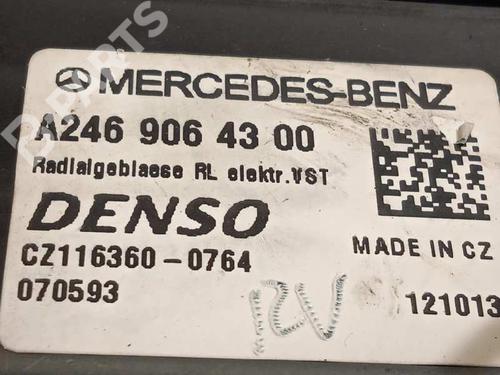 B-PARTS
MERCEDES-BENZ
A246 906 43 00
Radialgeblaese RL elektr.VST
DENSO
CZ116360-0764
MADE IN CZ
070593
121013